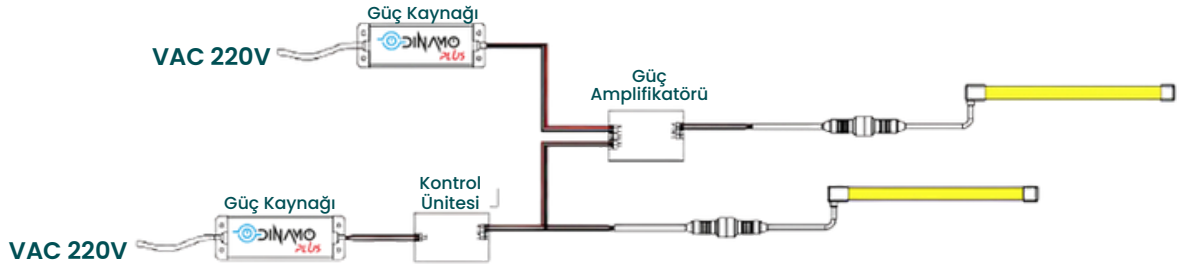 Güç Kaynağı
VAC 220V
DİNAMO
PLUS
Güç
Amplifikatörü
Kontrol
Ünitesi
Güç Kaynağı
VAC 220V
DİNAMO
PLUS